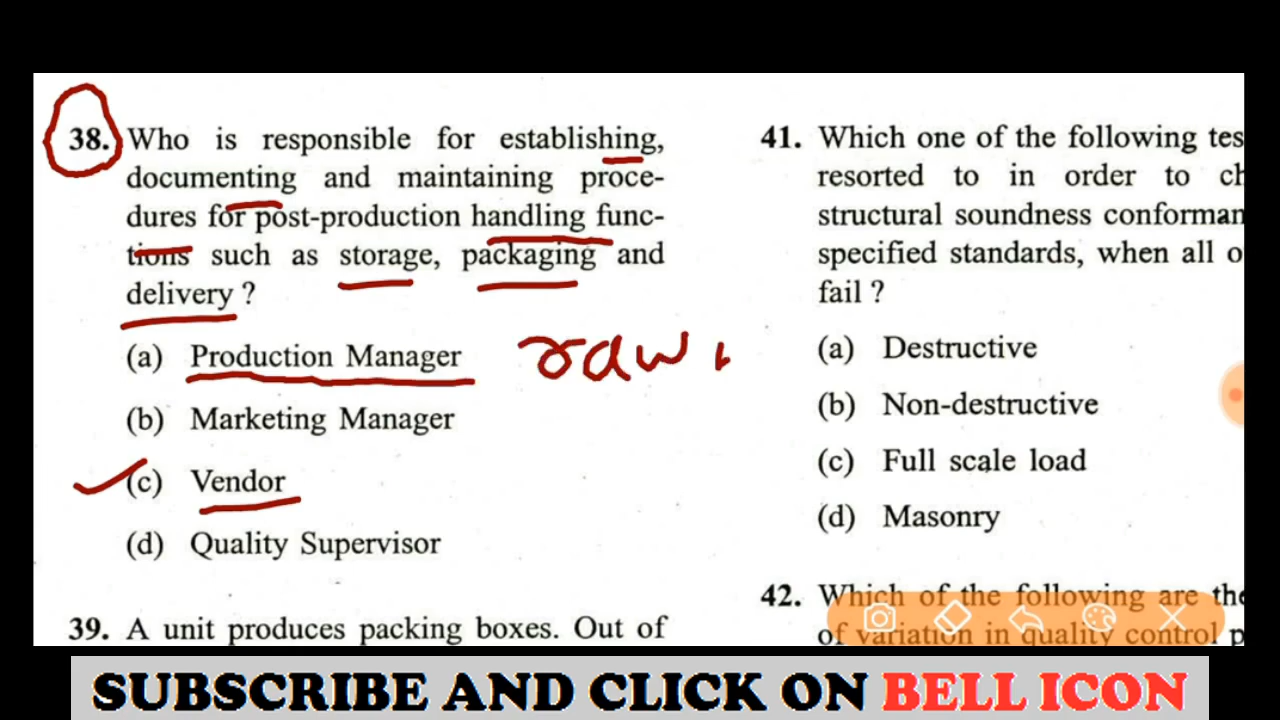 38. Who is responsible for establishing,
documenting and maintaining proce-
dures for post-production handling func-
tions such as storage, packaging and
delivery ?
(a) Production Manager
raw
(b) Marketing Manager
(c) Vendor
(d) Quality Supervisor
39. A unit produces packing boxes. Out of
41. Which one of the following tes
resorted to in order to ch
structural soundness conforman
specified standards, when all o
fail ?
(a) Destructive
(b) Non-destructive
(c) Full scale load
(d) Masonry
42. Which of the following are the
of variation in quality control p
SUBSCRIBE AND CLICK ON BELL ICON